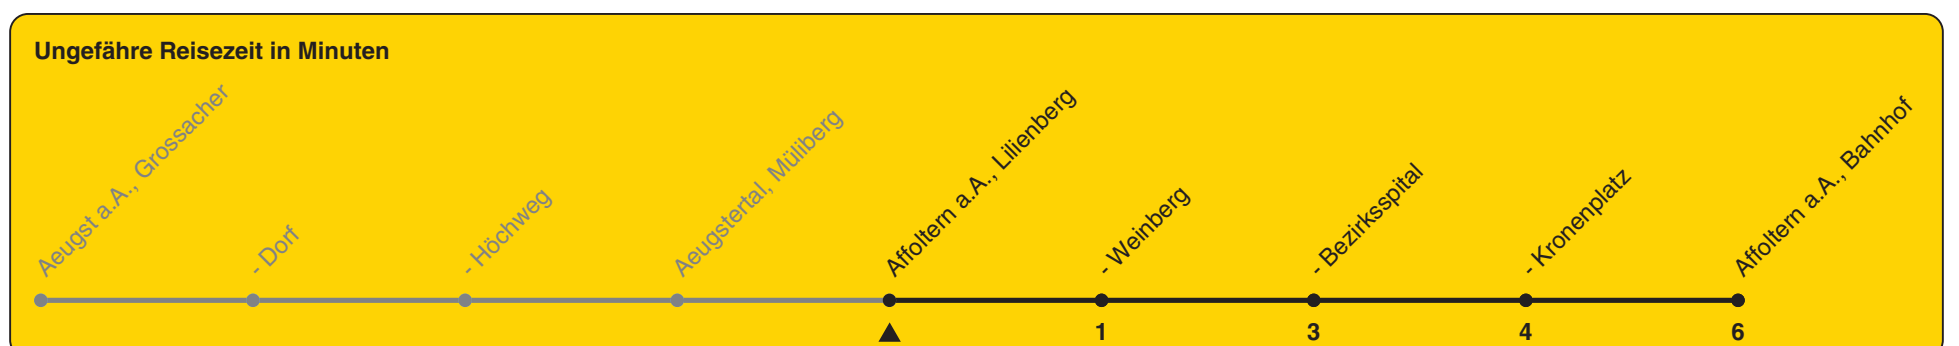 Ungefähre Reisezeit in Minuten
Aeugst a.A., Grossacher
- Dorf
- Höchweg
Aeugstertal, Müliberg
Affoltern a.A., Lilienberg
- Weinberg
- Bezirksspital
- Kronenplatz
Affoltern a.A., Bahnhof
1 3 4 6